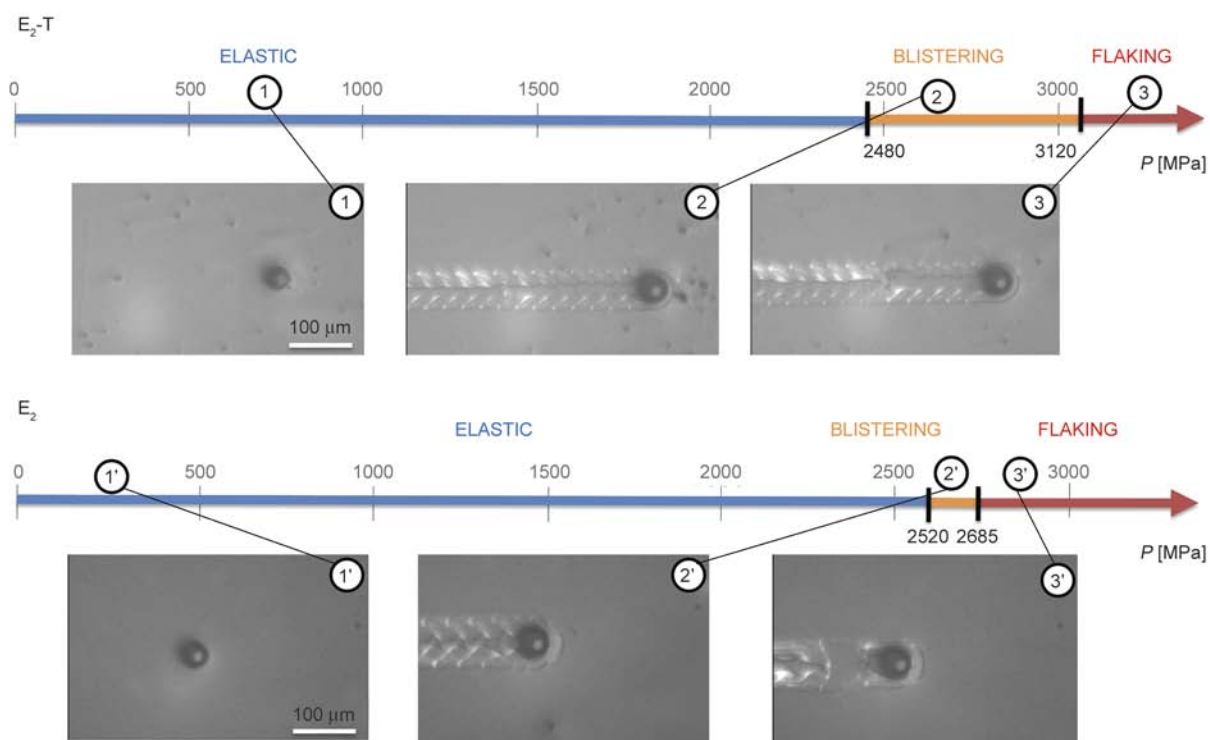 E₂-T
ELASTIC BLISTERING FLAKING
0 500 1000 1500 2000 2500 3000
1 2 3
2480 3120
P [MPa]
1 2 3
100 μm
E₂
ELASTIC BLISTERING FLAKING
0 500 1000 1500 2000 2500 3000
1' 2' 3'
2520 2685
P [MPa]
1' 2' 3'
100 μm